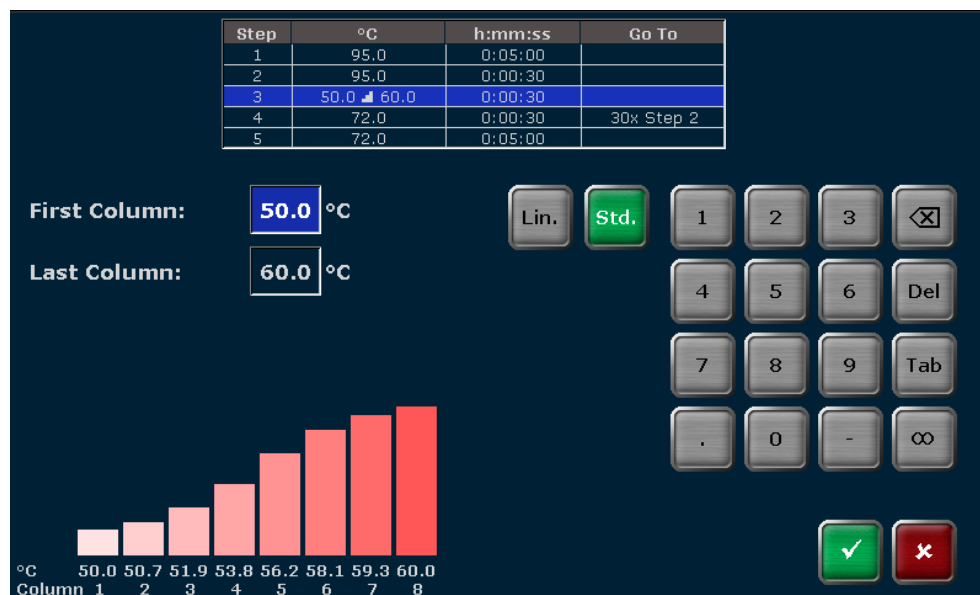 Step °C h:mm:ss Go To
1 95.0 0:05:00
2 95.0 0:00:30
3 50.0 60.0 0:00:30
4 72.0 0:00:30 30x Step 2
5 72.0 0:05:00
First Column: 50.0 °C
Last Column: 60.0 °C
Lin. Std.
1 2 3
4 5 6 Del
7 8 9 Tab
. 0 - ∞
°C 50.0 50.7 51.9 53.8 56.2 58.1 59.3 60.0
Column 1 2 3 4 5 6 7 8